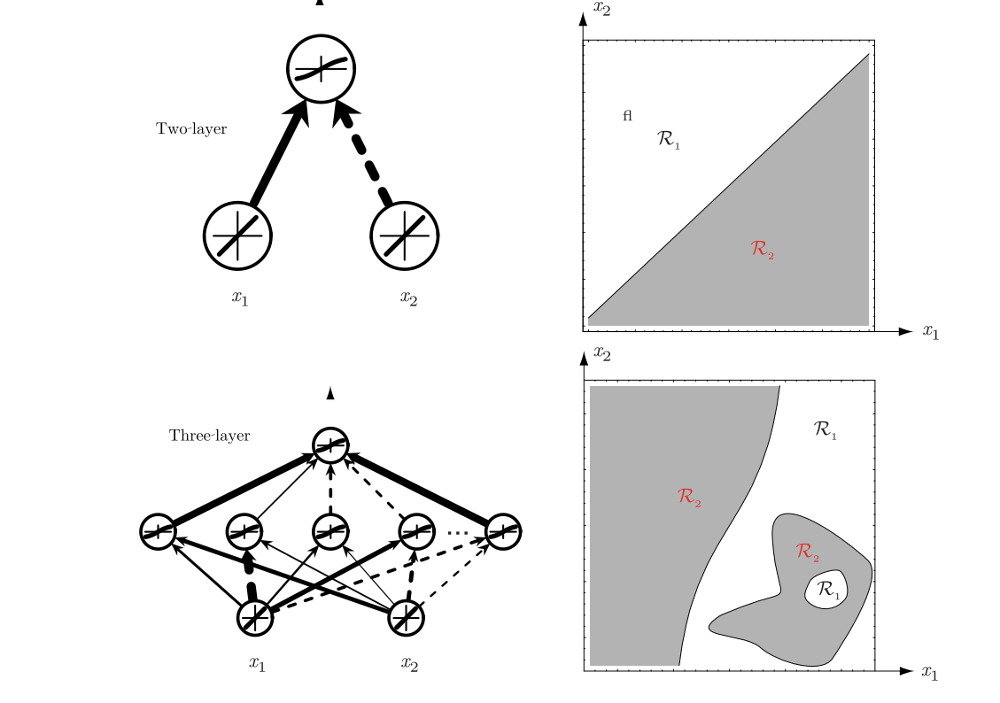 x₂
Two-layer
fl
R₁
R₂
x₁ x₂
x₁
x₂
Three-layer
R₁
R₂
R₂
...
R₁
x₁ x₂
x₁